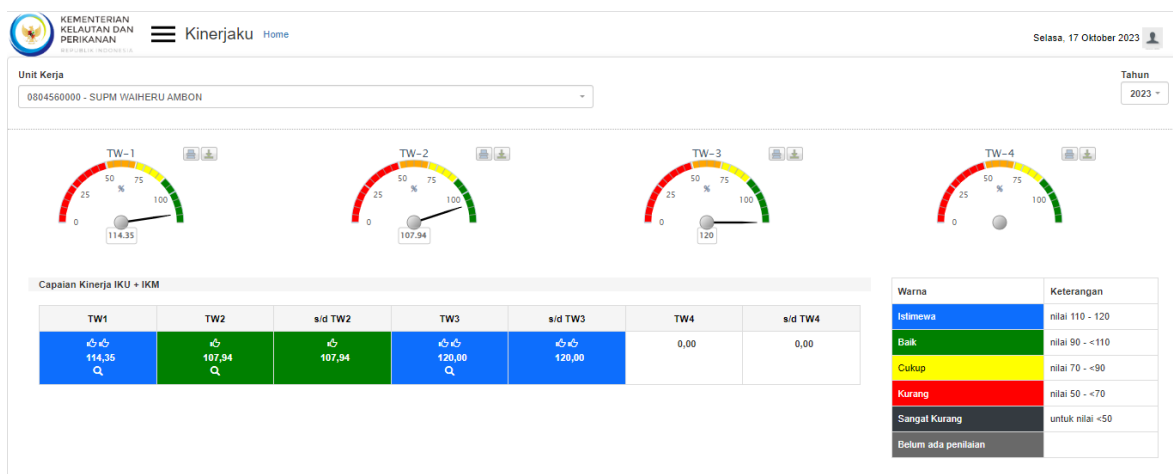 KEMENTERIAN
KELAUTAN DAN
PERIKANAN
REPUBLIK INDONESIA
Kinerjaku Home
Selasa, 17 Oktober 2023
Unit Kerja
Tahun
0804560000 - SUPM WAIHERU AMBON
2023
TW-1
0 25 50 75 100
%
114.35
TW-2
0 25 50 75 100
%
107.94
TW-3
0 25 50 75 100
%
120
TW-4
0 25 50 75 100
%
Capaian Kinerja IKU + IKM
TW1 TW2 s/d TW2 TW3 s/d TW3 TW4 s/d TW4
114,35 107,94 107,94 120,00 120,00 0,00 0,00
Warna Keterangan
Istimewa nilai 110 - 120
Baik nilai 90 - <110
Cukup nilai 70 - <90
Kurang nilai 50 - <70
Sangat Kurang untuk nilai <50
Belum ada penilaian